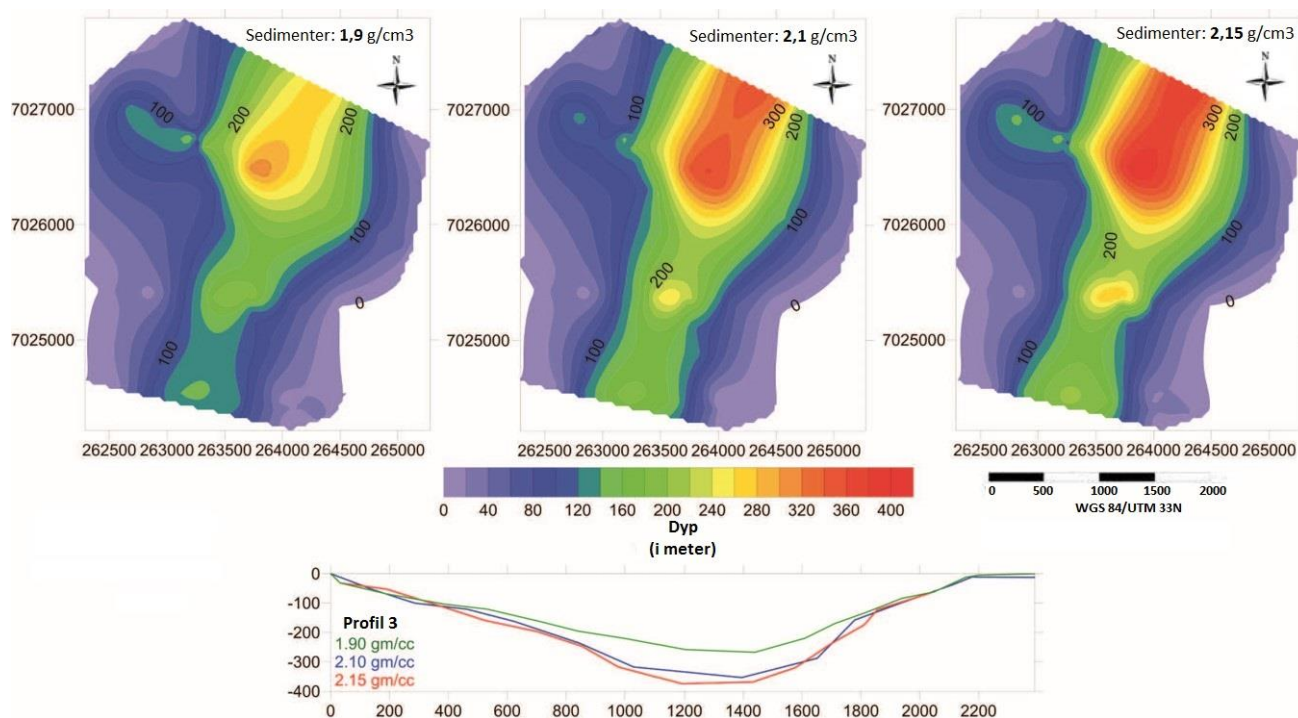 Sedimenter: 1,9 g/cm3
N
7027000
7026000
7025000
100
200
200
100
0
100
262500 263000 263500 264000 264500 265000
Sedimenter: 2,1 g/cm3
N
7027000
7026000
7025000
100
300
200
100
200
100
262500 263000 263500 264000 264500 265000
Sedimenter: 2,15 g/cm3
N
7027000
7026000
7025000
100
300
200
200
100
0
100
262500 263000 263500 264000 264500 265000
0 40 80 120 160 200 240 280 320 360 400
Dyp
(i meter)
0 500 1000 1500 2000
WGS 84/UTM 33N
0
-100
-200
-300
-400
Profil 3
1.90 gm/cc
2.10 gm/cc
2.15 gm/cc
0 200 400 600 800 1000 1200 1400 1600 1800 2000 2200